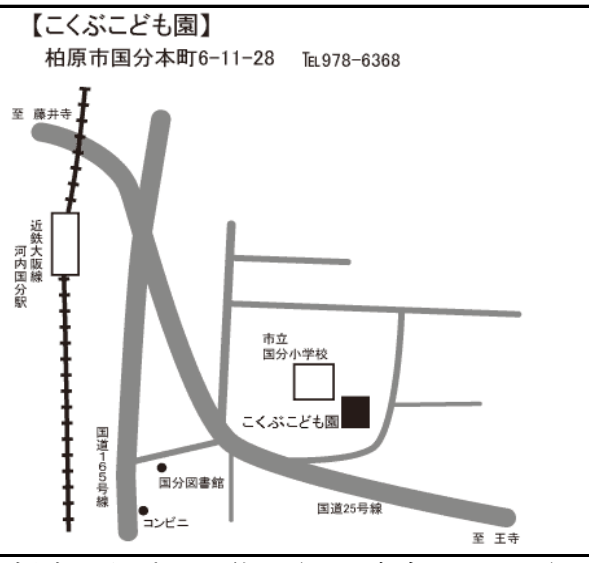 【こくぶこども園】
柏原市国分本町6-11-28 ℡978-6368
至 藤井寺
近鉄大阪線
河内国分駅
市立
国分小学校
こくぶこども園
国道165号線
国分図書館
国道25号線
コンビニ
至 王寺